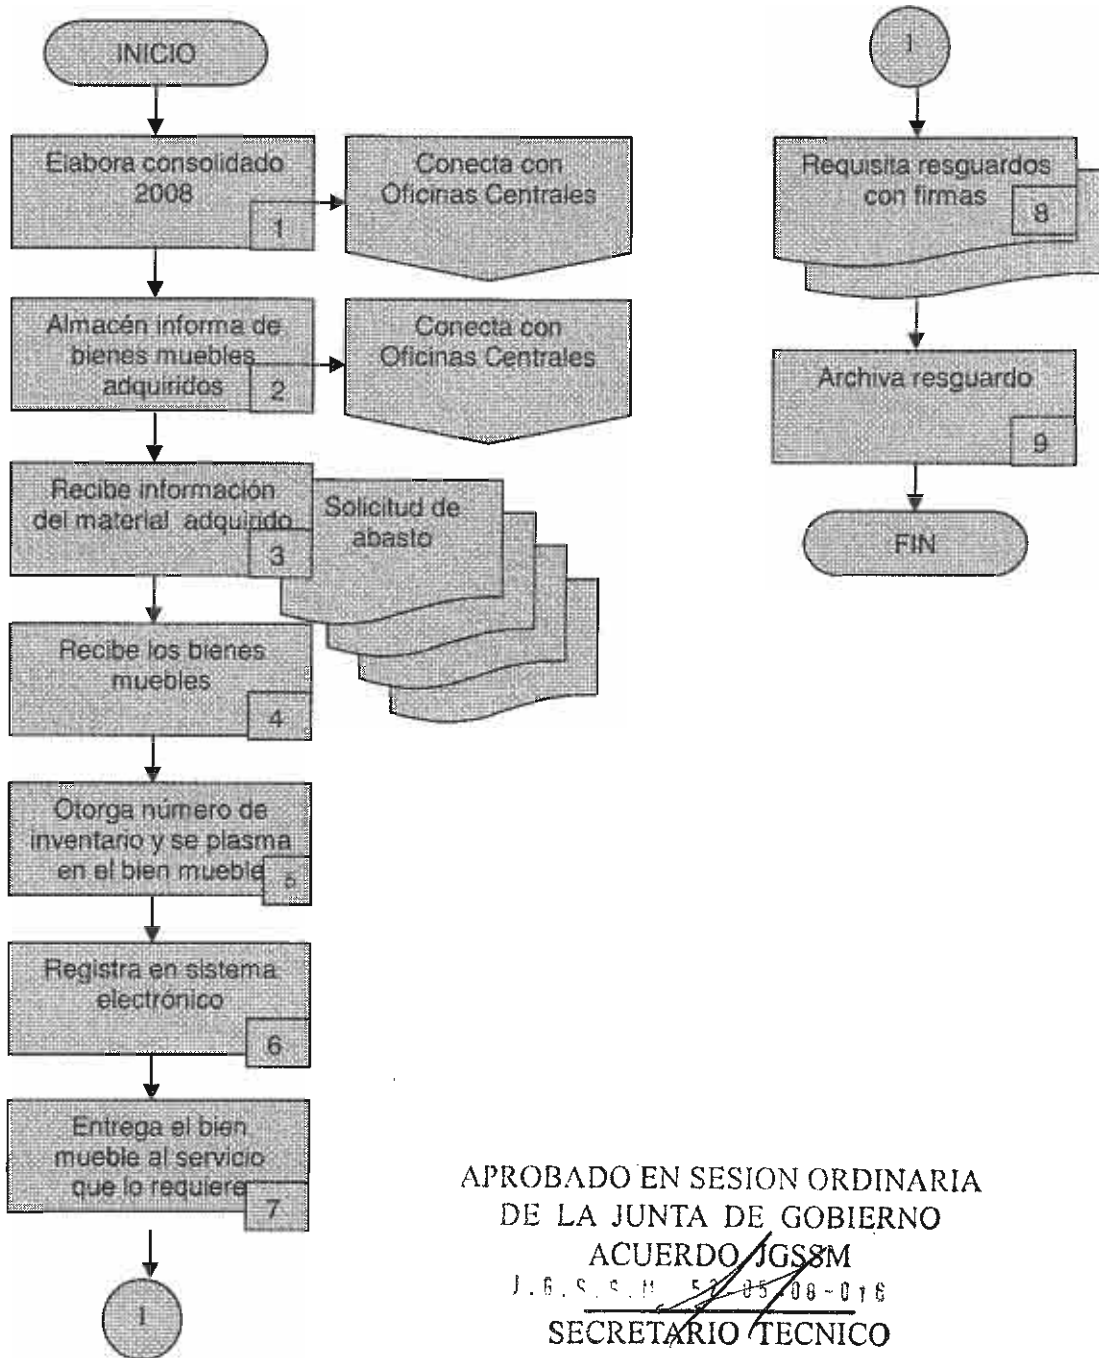 INICIO
Elabora consolidado
2008
1
Conecta con
Oficinas Centrales
Almacén informa de
bienes muebles
adquiridos
2
Conecta con
Oficinas Centrales
Recibe información
del material adquirido
3
Solicitud de
abasto
Recibe los bienes
muebles
4
Otorga número de
inventario y se plasma
en el bien mueble
5
Registra en sistema
electrónico
6
Entrega el bien
mueble al servicio
que lo requiere
7
1
1
Requisita resguardos
con firmas
8
Archiva resguardo
9
FIN
APROBADO EN SESION ORDINARIA
DE LA JUNTA DE GOBIERNO
ACUERDO JGSSM
SECRETARIO TECNICO